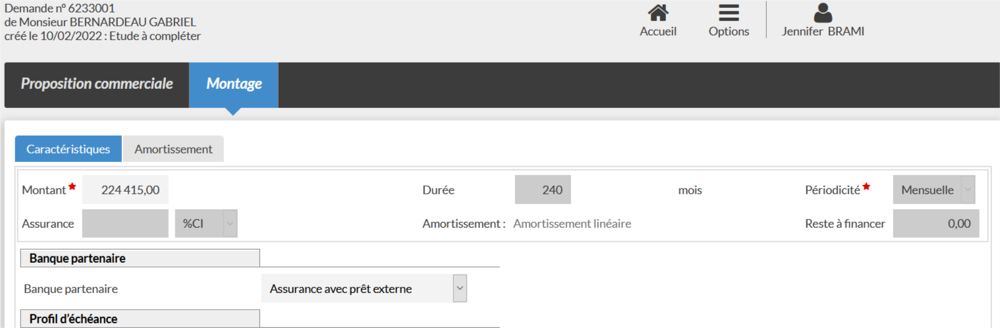 Demande nº 6233001
de Monsieur BERNARDEAU GABRIEL
créé le 10/02/2022 : Etude à compléter
Accueil
Options
Jennifer BRAMI
Proposition commerciale
Montage
Caractéristiques
Amortissement
Montant 224 415,00 Durée 240 mois Périodicité Mensuelle
Assurance %CI Amortissement : Amortissement linéaire Reste à financer 0,00
Banque partenaire
Banque partenaire Assurance avec prêt externe
Profil d'échéance